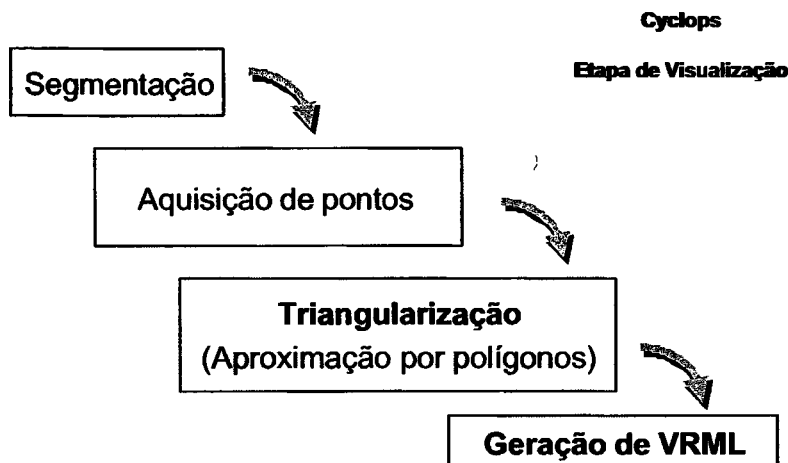 Cyclops
Etapa de Visualização
Segmentação
Aquisição de pontos
Triangularização
(Aproximação por polígonos)
Geração de VRML